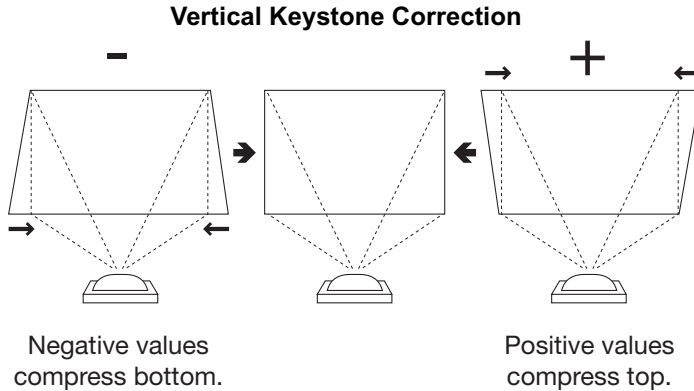 Vertical Keystone Correction
- +
Negative values
compress bottom.
Positive values
compress top.